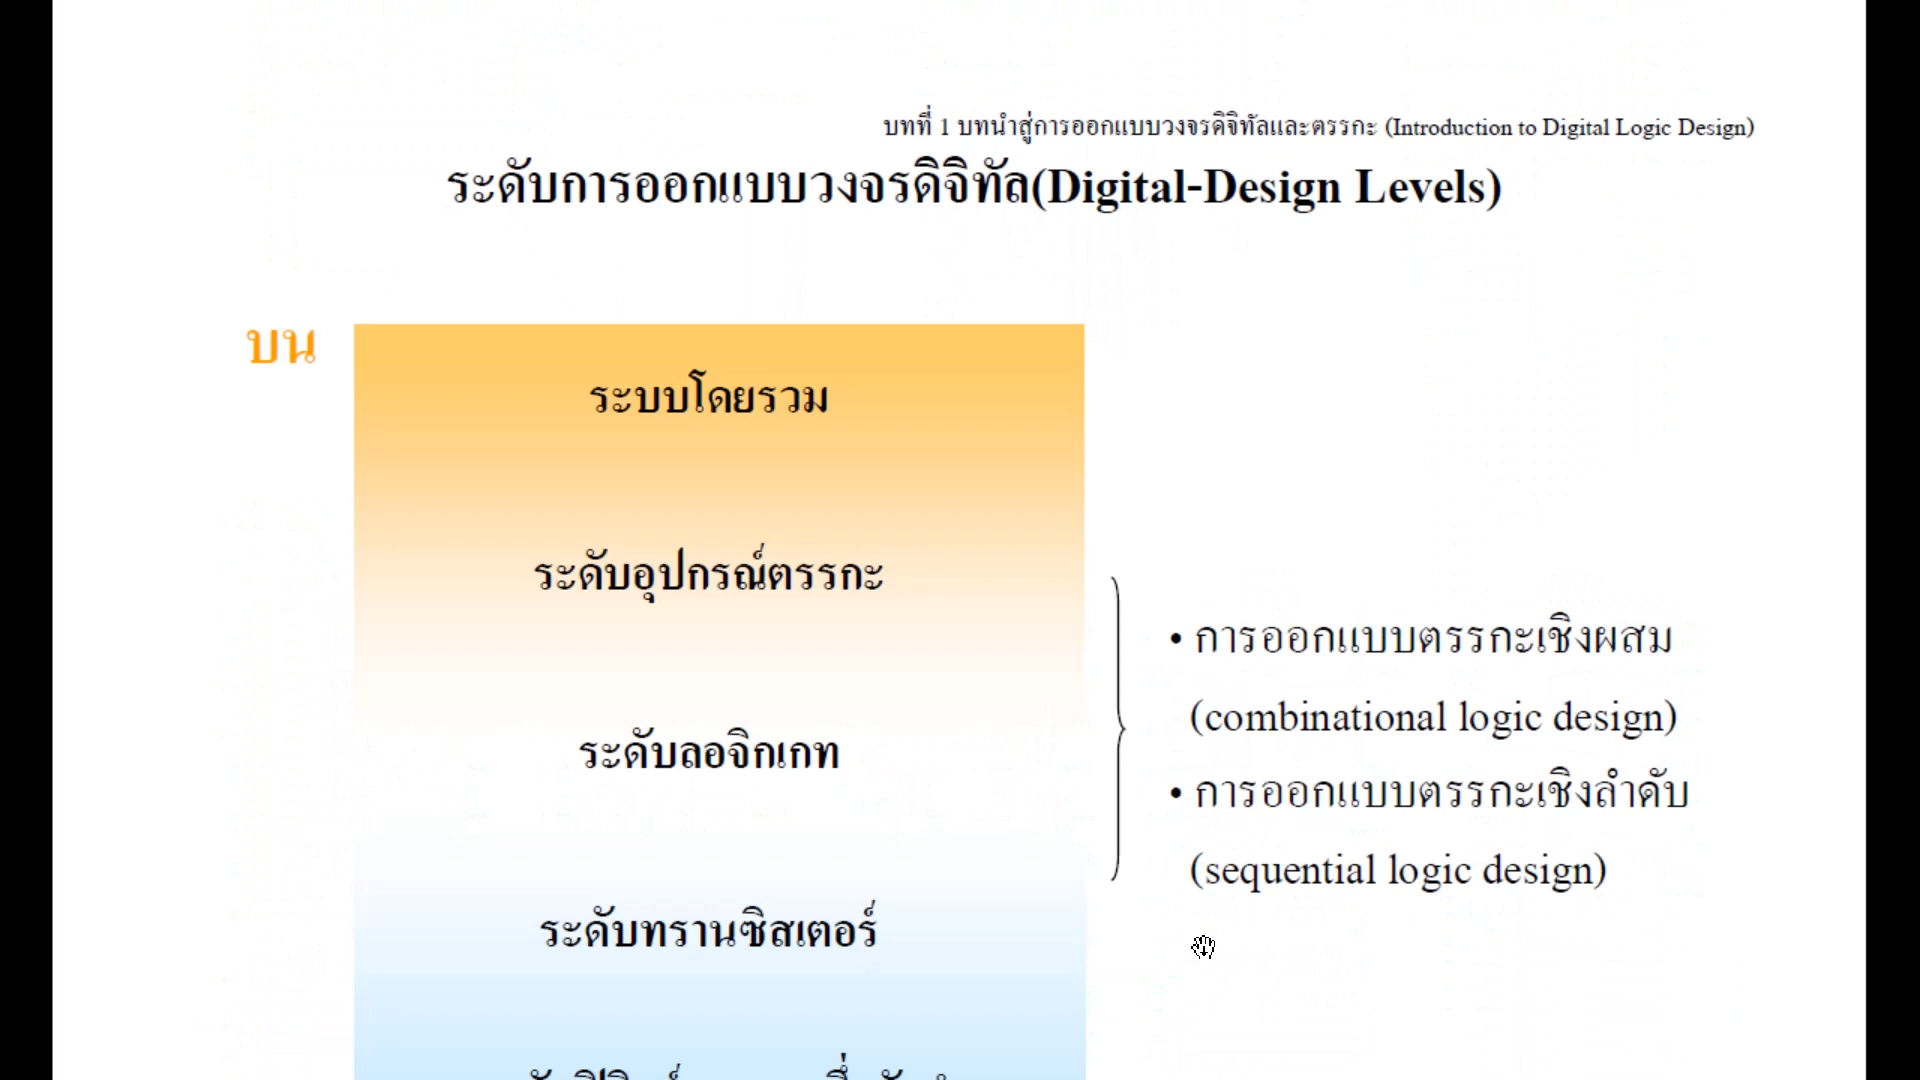 บทที่ 1 บทนำสู่การออกแบบวงจรดิจิทัลและตรรกะ (Introduction to Digital Logic Design)
ระดับการออกแบบวงจรดิจิทัล(Digital-Design Levels)
บน
ระบบโดยรวม
ระดับอุปกรณ์ตรรกะ
ระดับลอจิกเกท
• การออกแบบตรรกะเชิงผสม
(combinational logic design)
• การออกแบบตรรกะเชิงลำดับ
(sequential logic design)
ระดับทรานซิสเตอร์